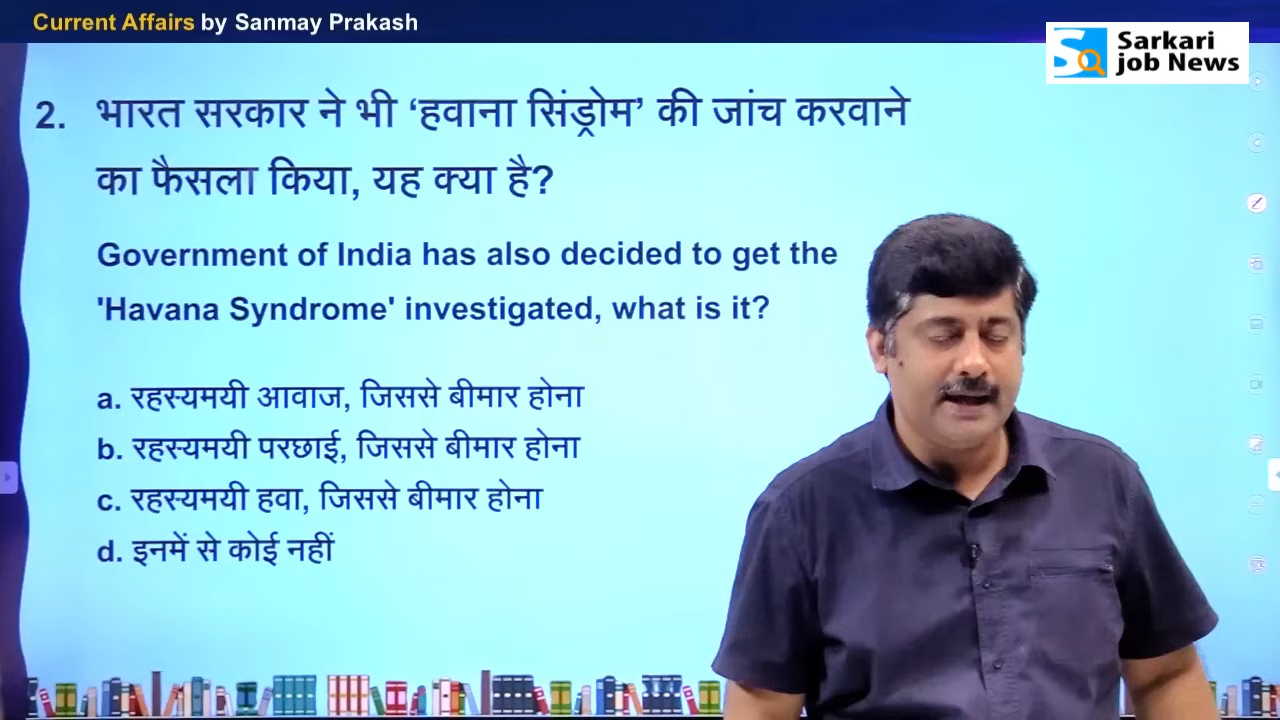 Current Affairs by Sanmay Prakash
Sarkari
job News
2. भारत सरकार ने भी ‘हवाना सिंड्रोम’ की जांच करवाने
का फैसला किया, यह क्या है?
Government of India has also decided to get the
'Havana Syndrome' investigated, what is it?
a. रहस्यमयी आवाज, जिससे बीमार होना
b. रहस्यमयी परछाई, जिससे बीमार होना
c. रहस्यमयी हवा, जिससे बीमार होना
d. इनमें से कोई नहीं